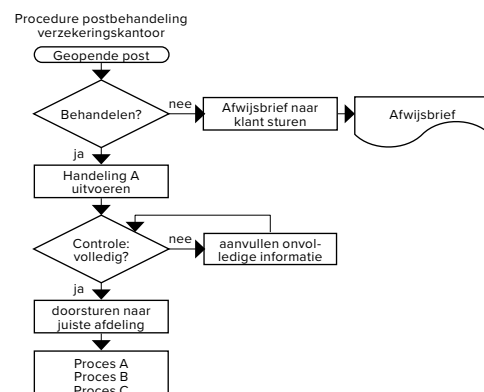 Procedure postbehandeling
verzekeringskantoor
Geopende post
Behandelen?
nee
Afwijsbrief naar
klant sturen
Afwijsbrief
ja
Handeling A
uitvoeren
Controle:
volledig?
nee
aanvullen onvol-
ledige informatie
ja
doorsturen naar
juiste afdeling
Proces A
Proces B
Proces C